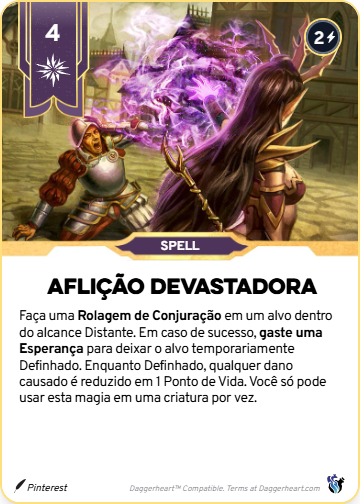 4
2
SPELL
AFLIÇÃO DEVASTADORA
Faça uma Rolagem de Conjuração em um alvo dentro
do alcance Distante. Em caso de sucesso, gaste uma
Esperança para deixar o alvo temporariamente
Definhado. Enquanto Definhado, qualquer dano
causado é reduzido em 1 Ponto de Vida. Você só pode
usar esta magia em uma criatura por vez.
Pinterest
Daggerheart™ Compatible. Terms at Daggerheart.com